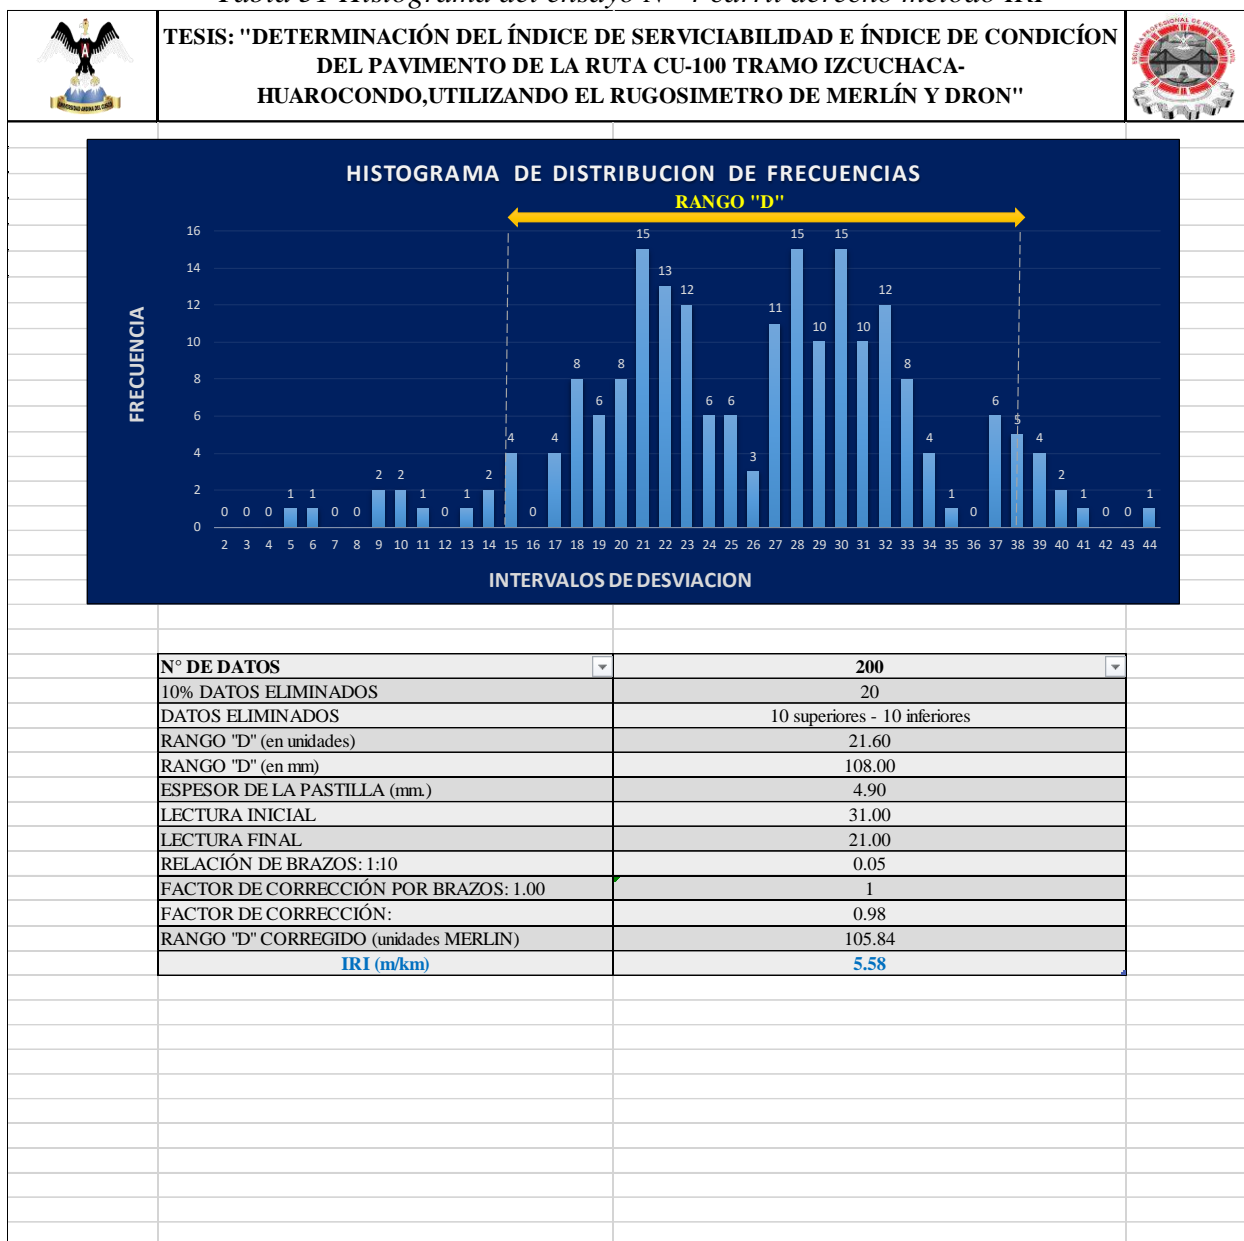 TESIS: "DETERMINACIÓN DEL ÍNDICE DE SERVICIABILIDAD E ÍNDICE DE CONDICÍON
DEL PAVIMENTO DE LA RUTA CU-100 TRAMO IZCUCHACA-
HUAROCONDO,UTILIZANDO EL RUGOSIMETRO DE MERLÍN Y DRON"
HISTOGRAMA DE DISTRIBUCION DE FRECUENCIAS
RANGO "D"
FRECUENCIA
16
14
12
10
8
6
4
2
0
0 0 0 1 1 0 0 2 2 1 0 1 2 4 0 4 8 6 8 15 13 12 6 6 3 11 15 10 15 10 12 8 4 1 0 6 5 4 2 1 0 0 1
2 3 4 5 6 7 8 9 10 11 12 13 14 15 16 17 18 19 20 21 22 23 24 25 26 27 28 29 30 31 32 33 34 35 36 37 38 39 40 41 42 43 44
INTERVALOS DE DESVIACION
N° DE DATOS 200
10% DATOS ELIMINADOS 20
DATOS ELIMINADOS 10 superiores - 10 inferiores
RANGO "D" (en unidades) 21.60
RANGO "D" (en mm) 108.00
ESPESOR DE LA PASTILLA (mm.) 4.90
LECTURA INICIAL 31.00
LECTURA FINAL 21.00
RELACIÓN DE BRAZOS: 1:10 0.05
FACTOR DE CORRECCIÓN POR BRAZOS: 1.00 1
FACTOR DE CORRECCIÓN: 0.98
RANGO "D" CORREGIDO (unidades MERLIN) 105.84
IRI (m/km) 5.58